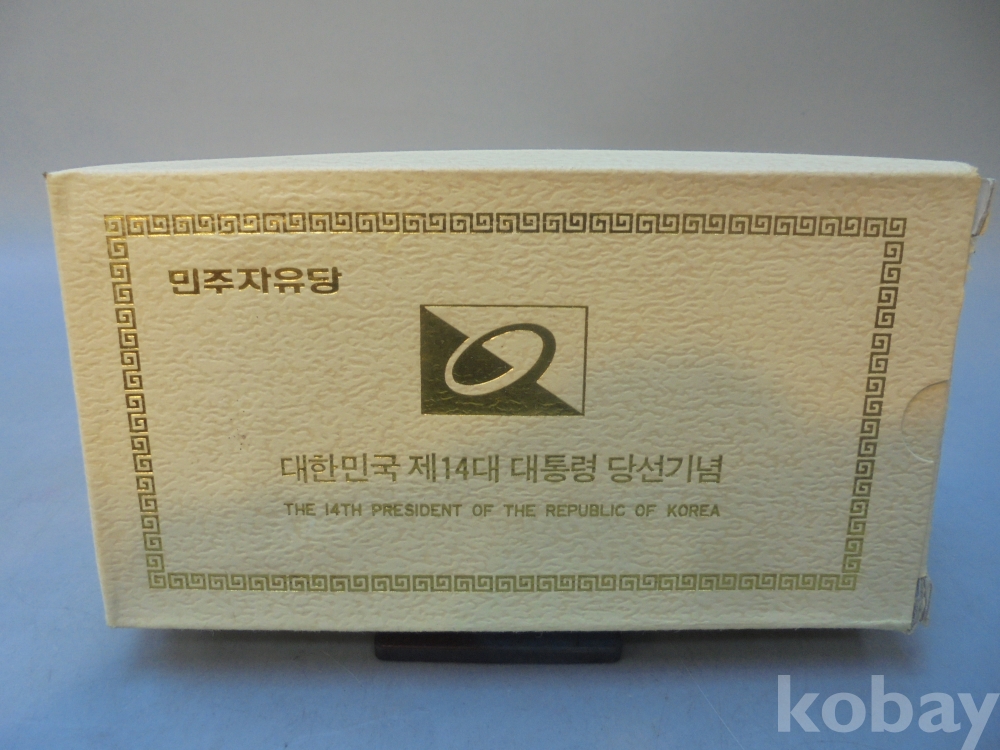 민주자유당
대한민국 제14대 대통령 당선기념
THE 14TH PRESIDENT OF THE REPUBLIC OF KOREA
kobay